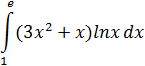 ∫₁ᵉ (3x² + x)lnx dx